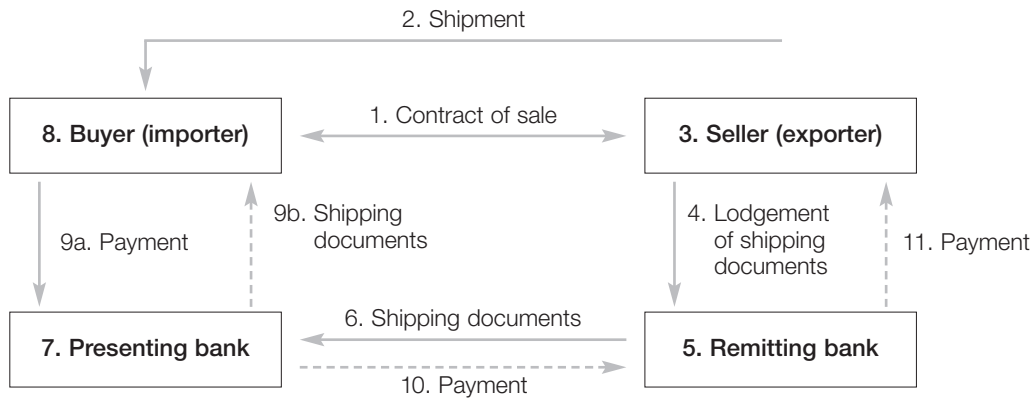 2. Shipment
8. Buyer (importer)
1. Contract of sale
3. Seller (exporter)
9a. Payment
9b. Shipping
documents
4. Lodgement
of shipping
documents
11. Payment
7. Presenting bank
6. Shipping documents
10. Payment
5. Remitting bank